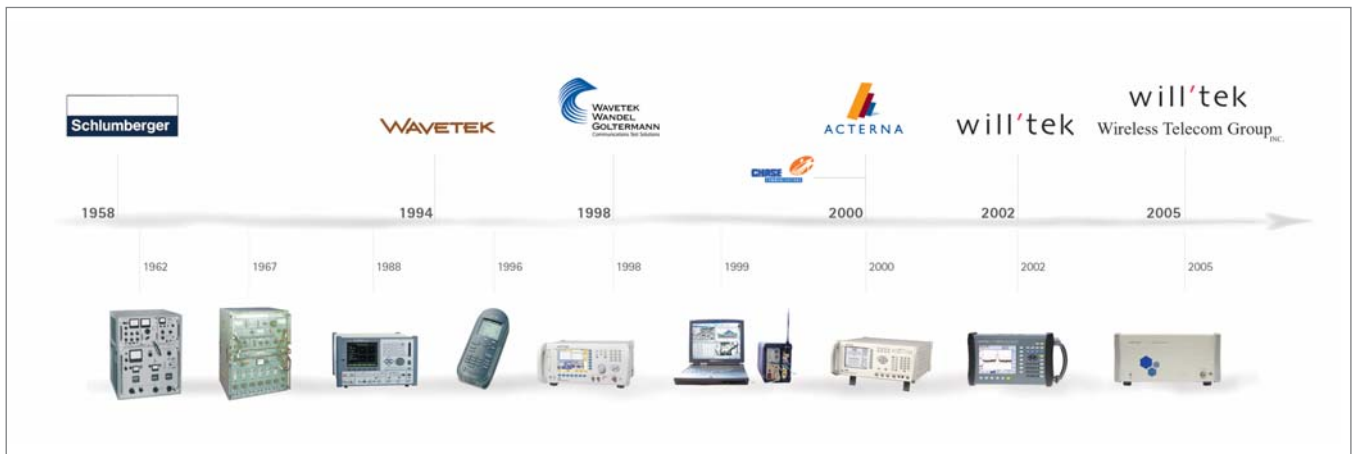 Schlumberger
WAVETEK
WAVETEK
WANDEL
GOLTERMANN
Communications Test Solutions
CHASE
ACTERNA
will'tek
will'tek
Wireless Telecom Group INC.
1958
1994
1998
2000
2002
2005
1962
1967
1988
1996
1998
1999
2000
2002
2005